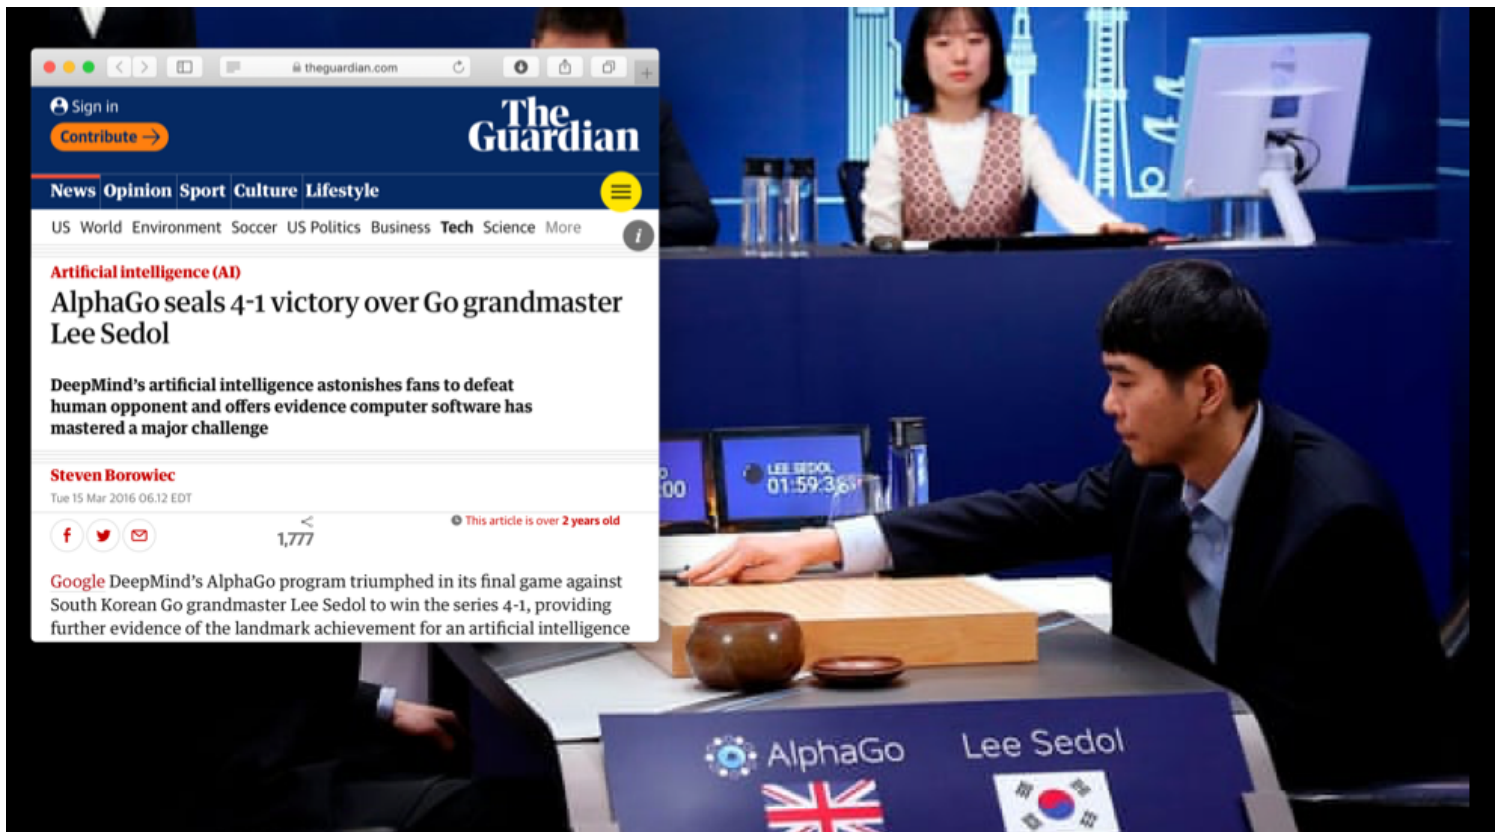 theguardian.com
Sign in
Contribute →
The
Guardian
News Opinion Sport Culture Lifestyle
US World Environment Soccer US Politics Business Tech Science More
i
Artificial intelligence (AI)
AlphaGo seals 4-1 victory over Go grandmaster
Lee Sedol
DeepMind's artificial intelligence astonishes fans to defeat
human opponent and offers evidence computer software has
mastered a major challenge
Steven Borowiec
Tue 15 Mar 2016 06.12 EDT
This article is over 2 years old
1,777
Google DeepMind's AlphaGo program triumphed in its final game against
South Korean Go grandmaster Lee Sedol to win the series 4-1, providing
further evidence of the landmark achievement for an artificial intelligence
:00
LEE SEDOL
01:59:3
AlphaGo
Lee Sedol